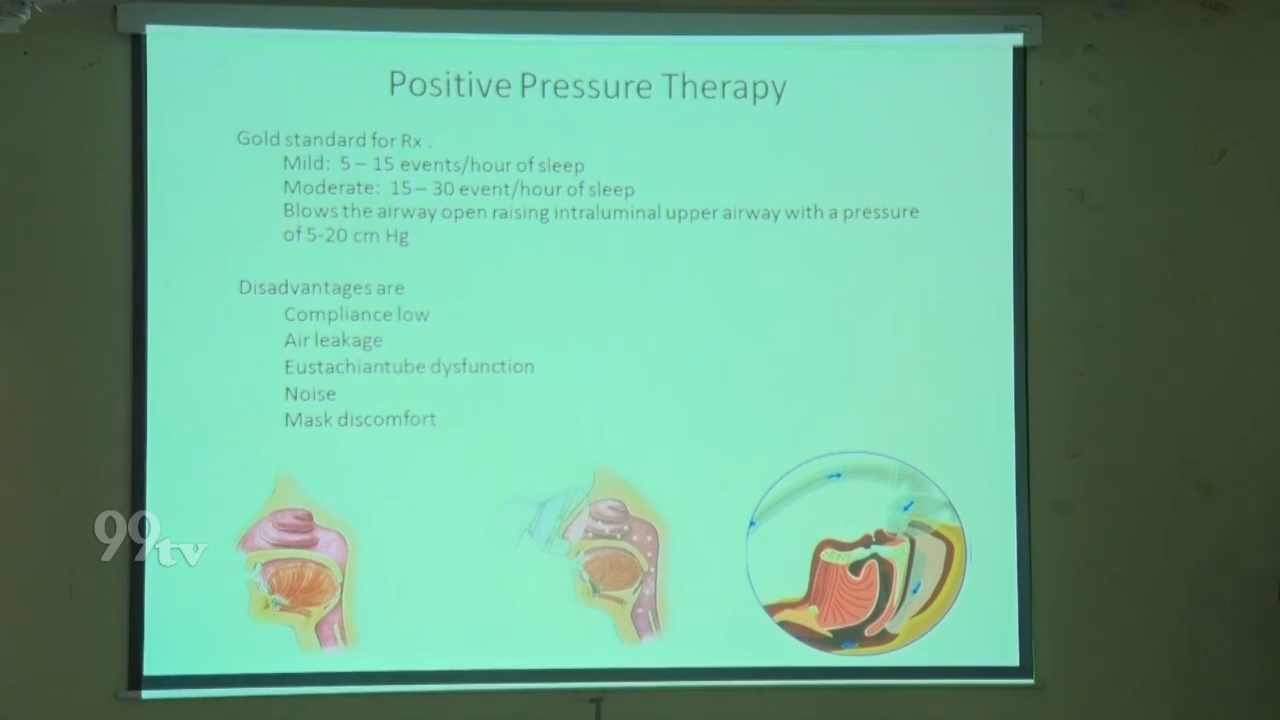 Positive Pressure Therapy
Gold standard for Rx .
Mild: 5 – 15 events/hour of sleep
Moderate: 15 – 30 event/hour of sleep
Blows the airway open raising intraluminal upper airway with a pressure
of 5-20 cm Hg
Disadvantages are
Compliance low
Air leakage
Eustachiantube dysfunction
Noise
Mask discomfort
99tv